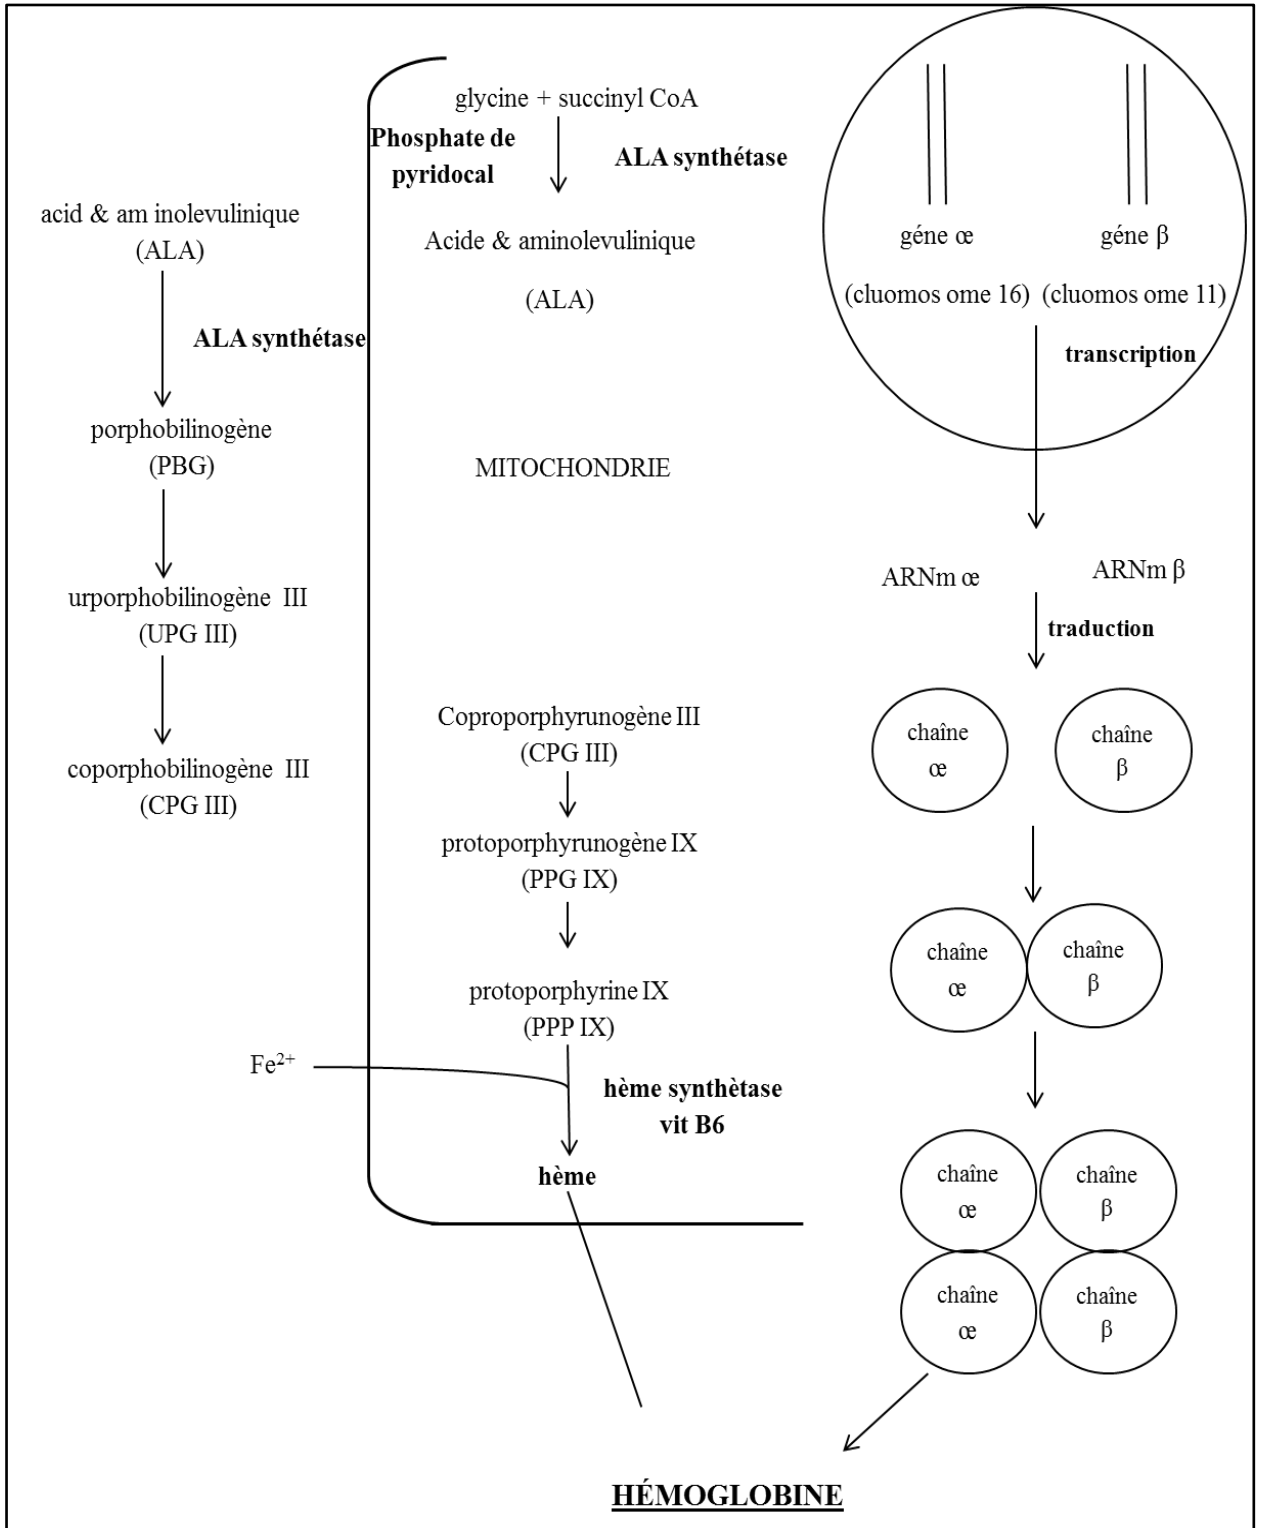 glycine + succinyl CoA
Phosphate de
pyridocal
ALA synthétase
acid & am inolevulinique
(ALA)
Acide & aminolevulinique
(ALA)
ALA synthétase
porphobilinogène
(PBG)
MITOCHONDRIE
urporphobilinogène III
(UPG III)
coporphobilinogène III
(CPG III)
Coproporphyrunogène III
(CPG III)
protoporphyrunogène IX
(PPG IX)
protoporphyrine IX
(PPP IX)
Fe²⁺
hème synthètase
vit B6
hème
géne œ
géne β
(cluomos ome 16) (cluomos ome 11)
transcription
ARNm œ
ARNm β
traduction
chaîne
œ
chaîne
β
chaîne
œ
chaîne
β
chaîne
œ
chaîne
β
chaîne
œ
chaîne
β
HÉMOGLOBINE